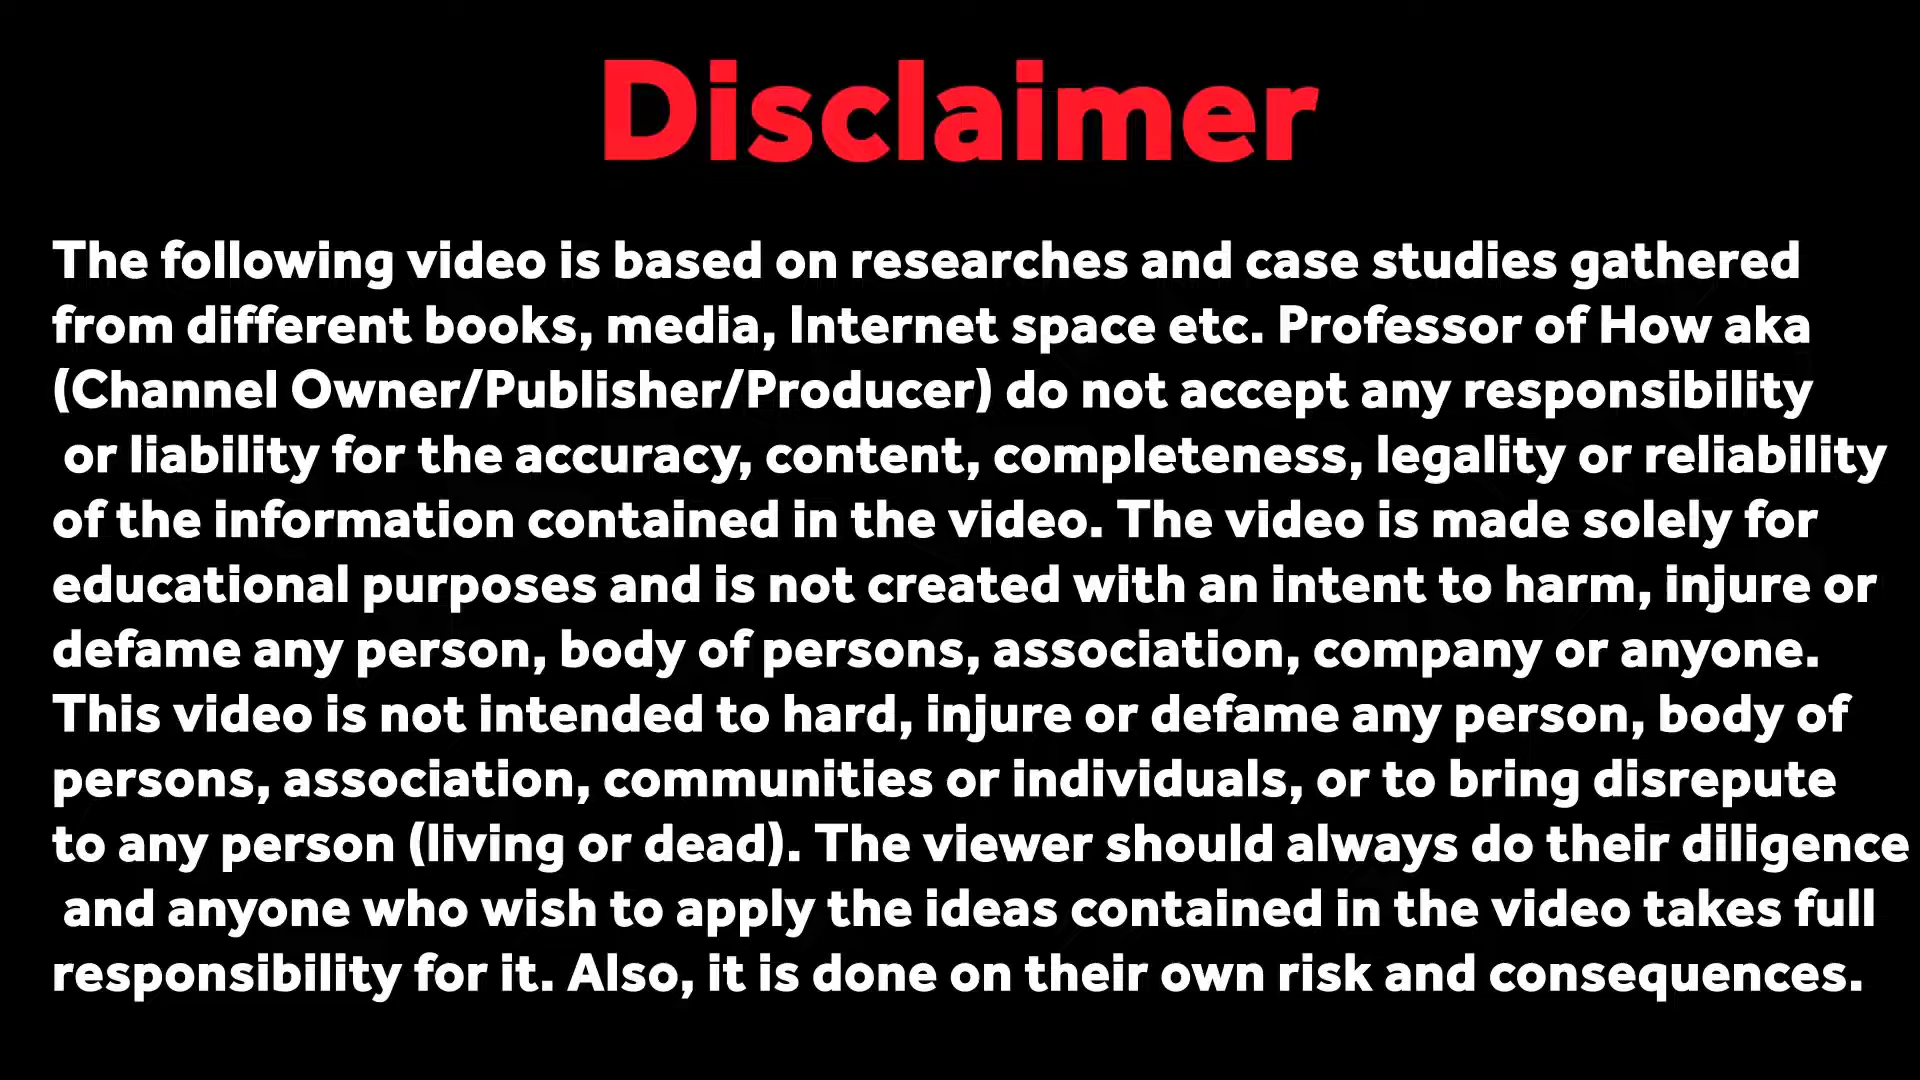 Disclaimer
The following video is based on researches and case studies gathered
from different books, media, Internet space etc. Professor of How aka
(Channel Owner/Publisher/Producer) do not accept any responsibility
or liability for the accuracy, content, completeness, legality or reliability
of the information contained in the video. The video is made solely for
educational purposes and is not created with an intent to harm, injure or
defame any person, body of persons, association, company or anyone.
This video is not intended to hard, injure or defame any person, body of
persons, association, communities or individuals, or to bring disrepute
to any person (living or dead). The viewer should always do their diligence
and anyone who wish to apply the ideas contained in the video takes full
responsibility for it. Also, it is done on their own risk and consequences.